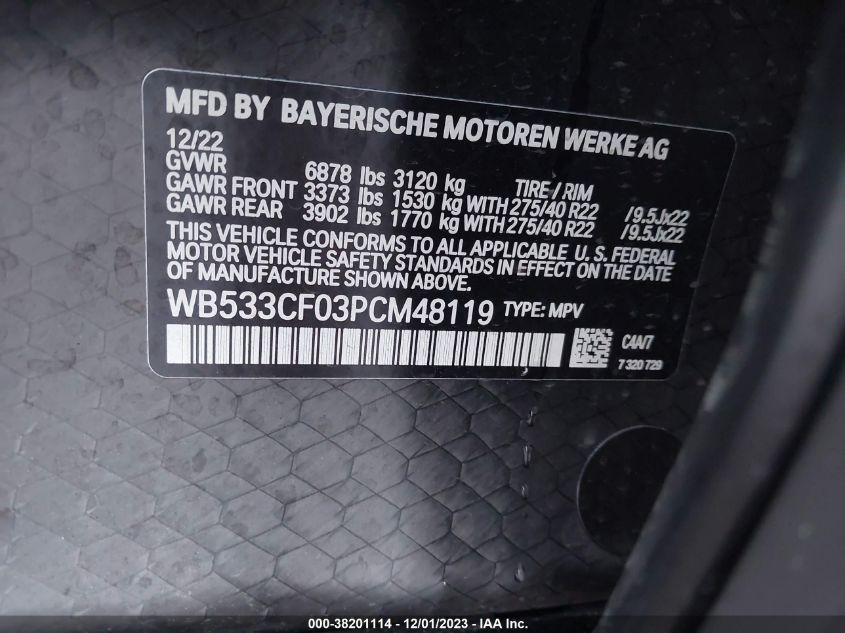 MFD BY BAYERISCHE MOTOREN WERKE AG
12/22
GVWR 6878 lbs 3120 kg TIRE / RIM
GAWR FRONT 3373 lbs 1530 kg WITH 275/40 R22 /9.5Jx22
GAWR REAR 3902 lbs 1770 kg WITH 275/40 R22 /9.5Jx22
THIS VEHICLE CONFORMS TO ALL APPLICABLE U. S. FEDERAL
MOTOR VEHICLE SAFETY STANDARDS IN EFFECT ON THE DATE
OF MANUFACTURE SHOWN ABOVE.
WB533CF03PCM48119 TYPE: MPV
C4A/7
7 320 729
000-38201114 - 12/01/2023 - IAA Inc.